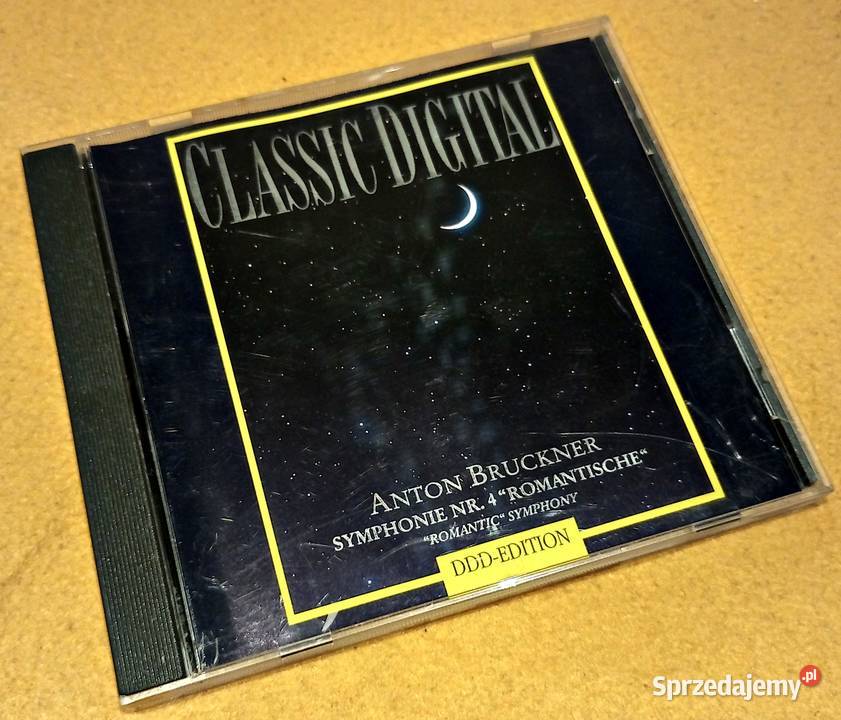 CLASSIC DIGITAL
ANTON BRUCKNER
SYMPHONIE NR. 4 "ROMANTISCHE"
"ROMANTIC" SYMPHONY
DDD-EDITION
Sprzedajemy.pl